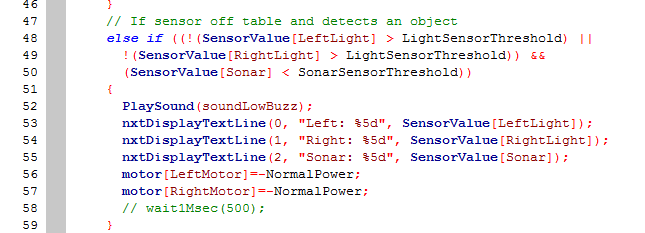 46 }
47 // If sensor off table and detects an object
48 else if ((!(SensorValue[LeftLight] > LightSensorThreshold) ||
49 !(SensorValue[RightLight] > LightSensorThreshold)) &&
50 (SensorValue[Sonar] < SonarSensorThreshold))
51 {
52 PlaySound(soundLowBuzz);
53 nxtDisplayTextLine(0, "Left: %5d", SensorValue[LeftLight]);
54 nxtDisplayTextLine(1, "Right: %5d", SensorValue[RightLight]);
55 nxtDisplayTextLine(2, "Sonar: %5d", SensorValue[Sonar]);
56 motor[LeftMotor]=-NormalPower;
57 motor[RightMotor]=-NormalPower;
58 // wait1Msec(500);
59 }